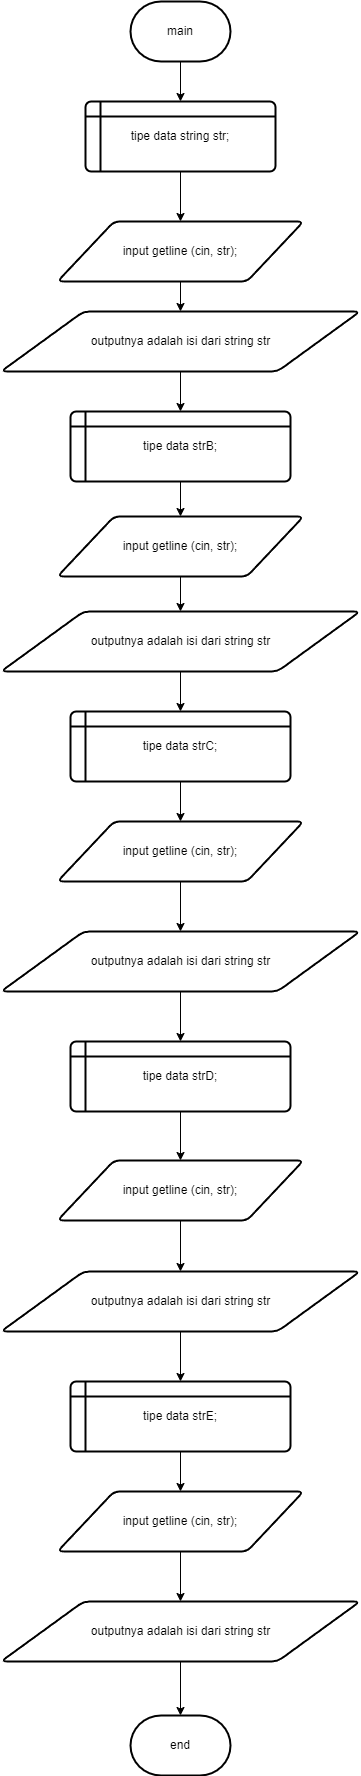 main
tipe data string str;
input getline (cin, str);
outputnya adalah isi dari string str
tipe data strB;
input getline (cin, str);
outputnya adalah isi dari string str
tipe data strC;
input getline (cin, str);
outputnya adalah isi dari string str
tipe data strD;
input getline (cin, str);
outputnya adalah isi dari string str
tipe data strE;
input getline (cin, str);
outputnya adalah isi dari string str
end